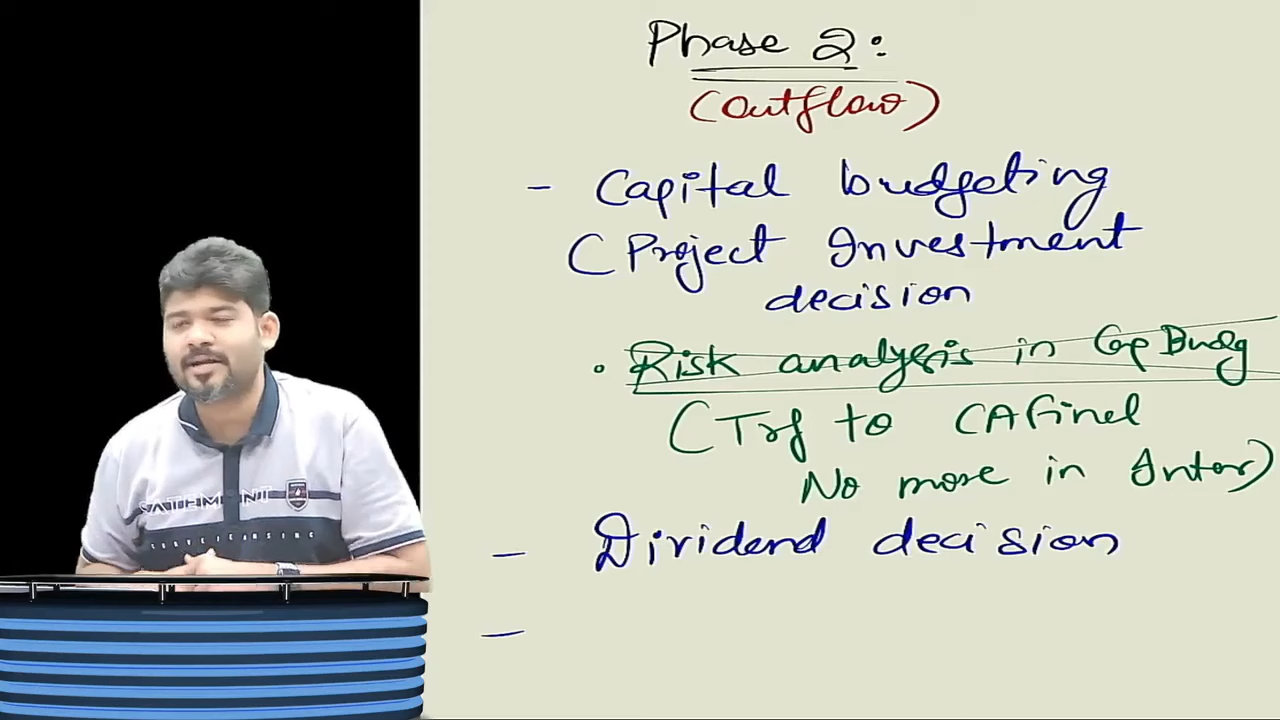 Phase 2:
(Outflow)
- Capital budgeting
( Project Investment
decision
• Risk analysis in Cap Budg
( Trf to CA Final
No more in Inter)
- Dividend decision
-